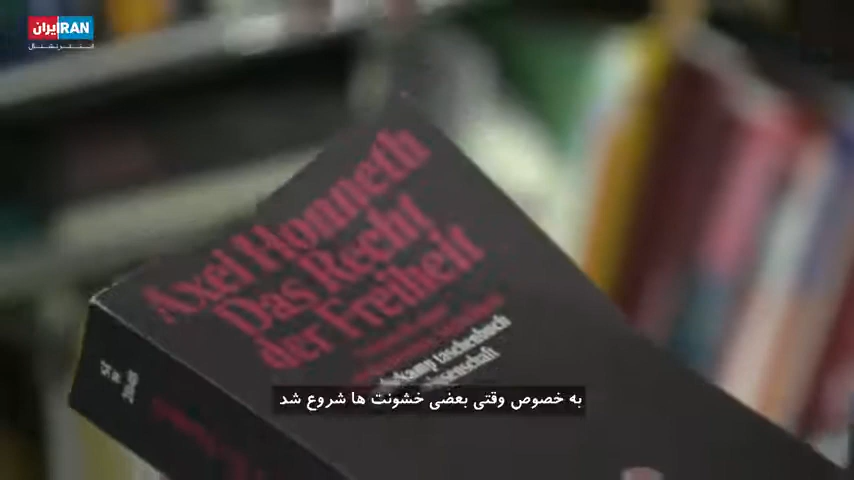 ایران IRAN
اینترنشنال
Axel Honneth
Das Recht
der Freiheit
suhrkamp taschenbuch
wissenschaft
به خصوص وقتی بعضی خشونت ها شروع شد